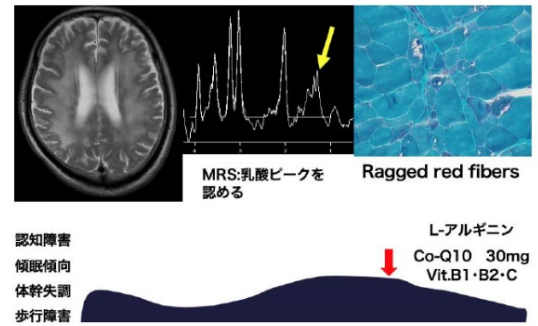 MRS:乳酸ピークを
認める
Ragged red fibers
認知障害
傾眠傾向
体幹失調
歩行障害
L-アルギニン
Co-Q10 30mg
Vit.B1・B2・C